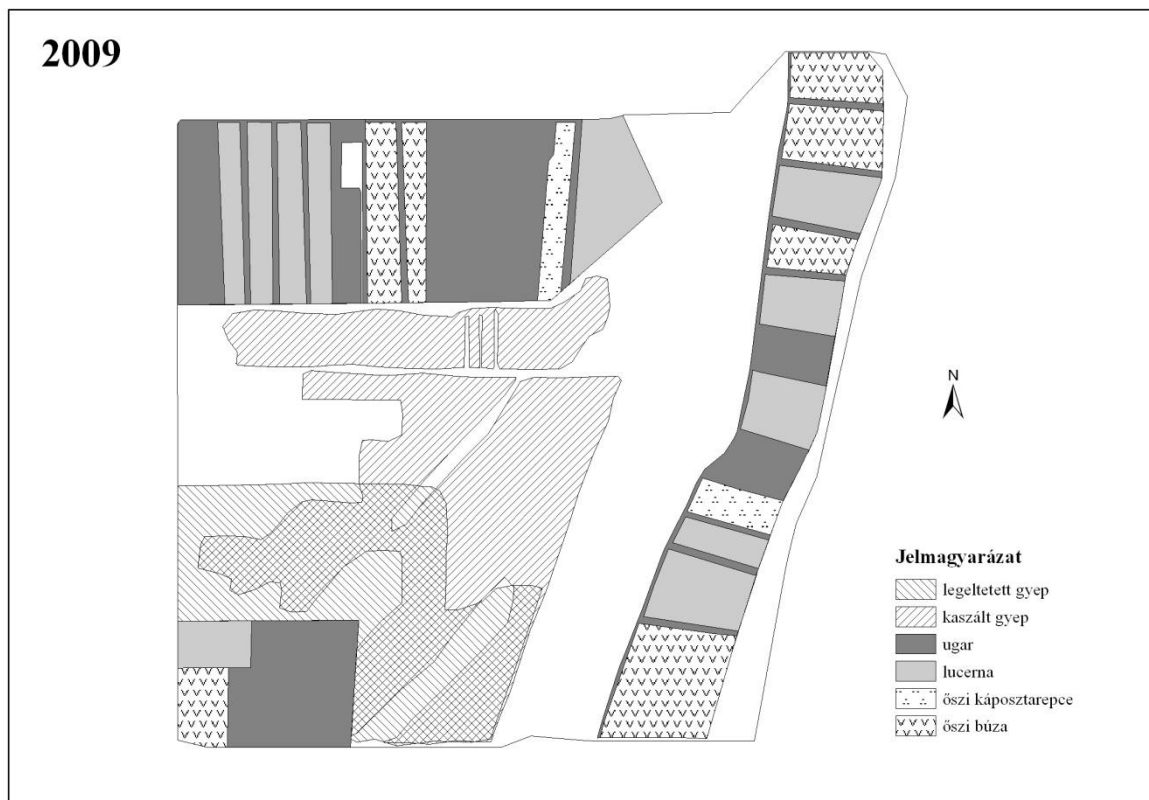 2009
N
Jelmagyarázat
legeltetett gyep
kaszált gyep
ugar
lucerna
őszi káposztarepce
őszi búza